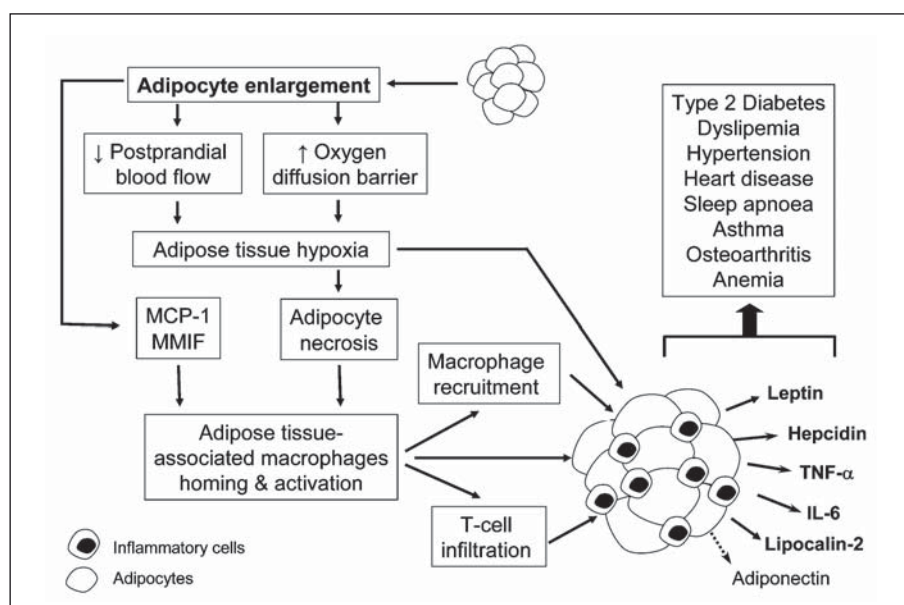 Adipocyte enlargement
↓ Postprandial
blood flow
↑ Oxygen
diffusion barrier
Adipose tissue hypoxia
MCP-1
MMIF
Adipocyte
necrosis
Adipose tissue-
associated macrophages
homing & activation
Macrophage
recruitment
T-cell
infiltration
Type 2 Diabetes
Dyslipemia
Hypertension
Heart disease
Sleep apnoea
Asthma
Osteoarthritis
Anemia
Leptin
Hepcidin
TNF-α
IL-6
Lipocalin-2
Adiponectin
Inflammatory cells
Adipocytes